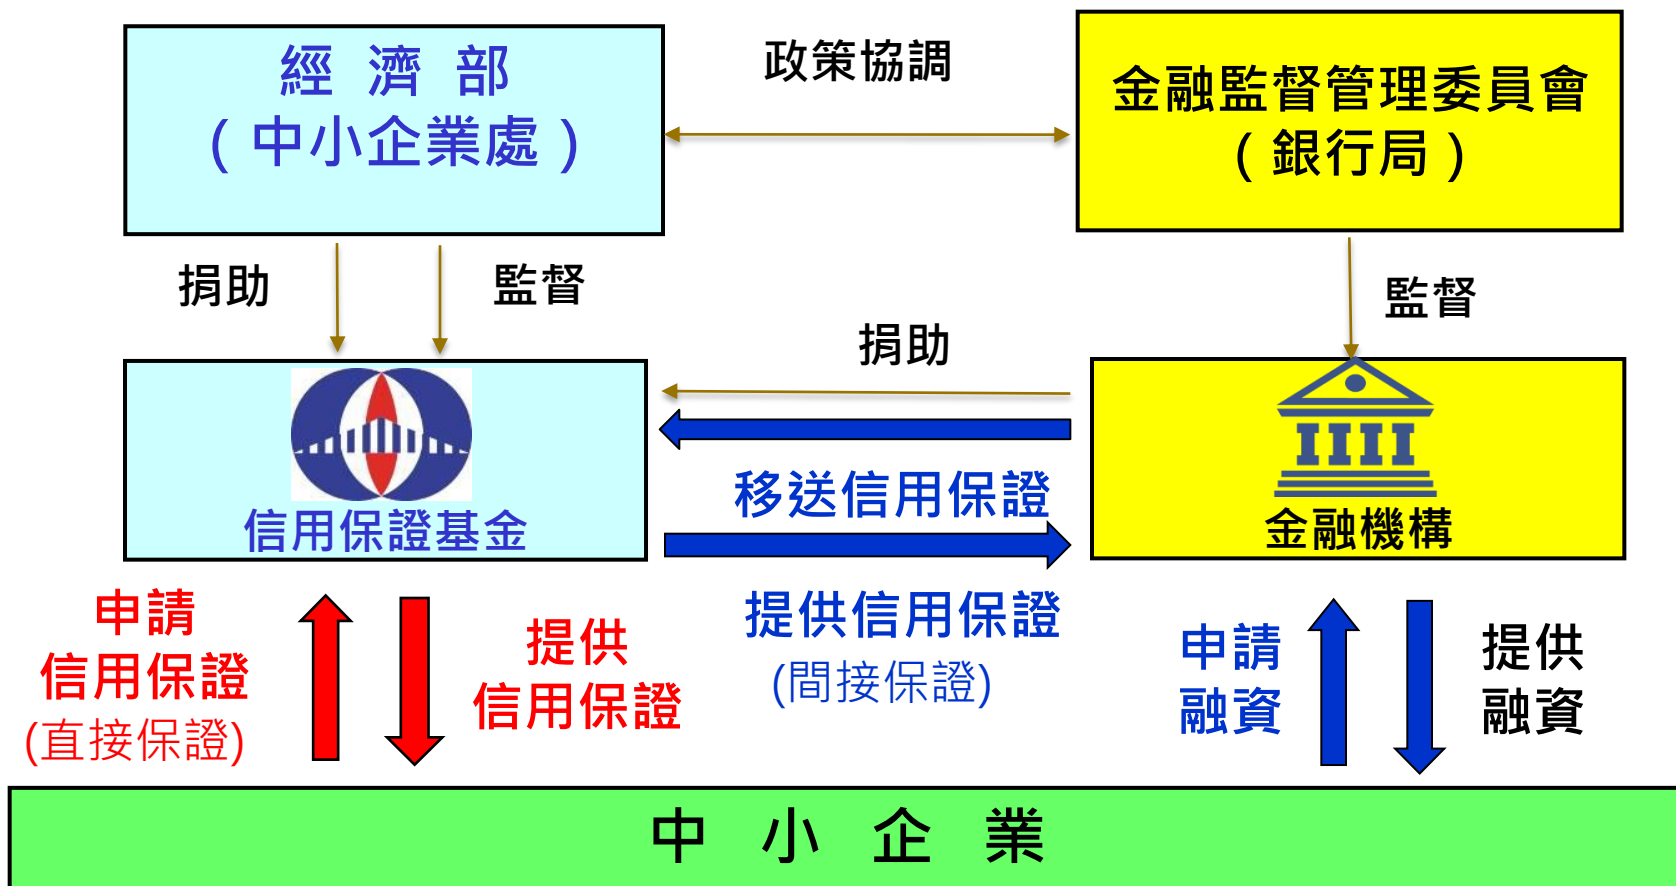 經 濟 部
（中小企業處）
政策協調
金融監督管理委員會
（銀行局）
捐助
監督
監督
捐助
信用保證基金
移送信用保證
金融機構
提供信用保證
(間接保證)
申請
信用保證
(直接保證)
提供
信用保證
申請
融資
提供
融資
中 小 企 業